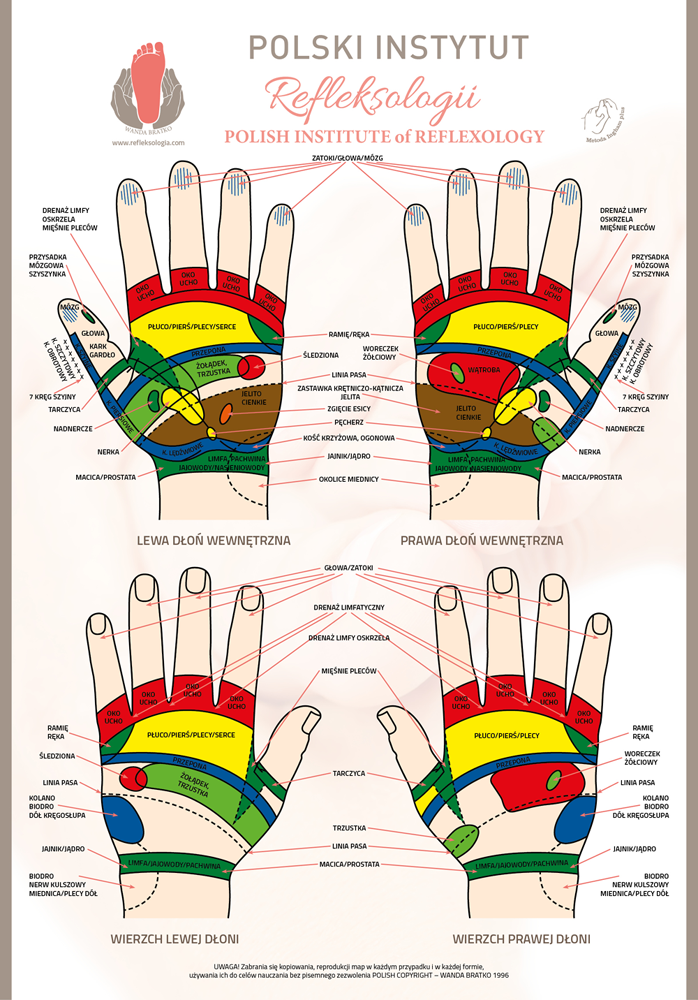 POLSKI INSTYTUT
Refleksologii
POLISH INSTITUTE of REFLEXOLOGY
WANDA BRATKO
www.refleksologia.com
Metoda Ingham plus
ZATOKI/GŁOWA/MÓZG
DRENAŻ LIMFY
OSKRZELA
MIĘŚNIE PLECÓW
PRZYSADKA
MÓZGOWA
SZYSZYNKA
MÓZG
GŁOWA
KARK
GARDŁO
K. SZCZYTOWY
K. OBROTOWY
7 KRĘG SZYJNY
TARCZYCA
NADNERCZE
NERKA
MACICA/PROSTATA
OKO
UCHO
OKO
UCHO
OKO
UCHO
OKO
UCHO
PŁUCO/PIERŚ/PLECY/SERCE
PRZEPONA
ŻOŁĄDEK,
TRZUSTKA
JELITO
CIENKIE
K. PIERSIOWE
K. LĘDŹWIOWE
LIMFA/PACHWINA
JAJOWODY/NASIENIOWODY
RAMIĘ/RĘKA
ŚLEDZIONA
WORECZEK
ŻÓŁCIOWY
LINIA PASA
ZASTAWKA KRĘTNICZO-KĄTNICZA
JELITA
ZGIĘCIE ESICY
PĘCHERZ
KOŚĆ KRZYŻOWA, OGONOWA
JAJNIK/JĄDRO
OKOLICE MIEDNICY
OKO
UCHO
OKO
UCHO
OKO
UCHO
OKO
UCHO
PŁUCO/PIERŚ/PLECY
PRZEPONA
WĄTROBA
JELITO
CIENKIE
K. PIERSIOWE
K. LĘDŹWIOWE
LIMFA/PACHWINA
JAJOWODY/NASIENIOWODY
DRENAŻ LIMFY
OSKRZELA
MIĘŚNIE PLECÓW
PRZYSADKA
MÓZGOWA
SZYSZYNKA
MÓZG
GŁOWA
K. SZCZYTOWY
K. OBROTOWY
7 KRĘG SZYJNY
TARCZYCA
NADNERCZE
NERKA
MACICA/PROSTATA
LEWA DŁOŃ WEWNĘTRZNA
PRAWA DŁOŃ WEWNĘTRZNA
GŁOWA/ZATOKI
DRENAŻ LIMFATYCZNY
DRENAŻ LIMFY OSKRZELA
MIĘŚNIE PLECÓW
OKO
UCHO
OKO
UCHO
OKO
UCHO
PŁUCO/PIERŚ/PLECY/SERCE
PRZEPONA
ŻOŁĄDEK,
TRZUSTKA
LIMFA/JAJOWODY/PACHWINA
RAMIĘ
RĘKA
ŚLEDZIONA
LINIA PASA
KOLANO
BIODRO
DÓŁ KRĘGOSŁUPA
JAJNIK/JĄDRO
BIODRO
NERW KULSZOWY
MIEDNICA/PLECY DÓŁ
TARCZYCA
TRZUSTKA
LINIA PASA
MACICA/PROSTATA
OKO
UCHO
OKO
UCHO
OKO
UCHO
OKO
UCHO
PŁUCO/PIERŚ/PLECY
PRZEPONA
LIMFA/JAJOWODY/PACHWINA
RAMIĘ
RĘKA
WORECZEK
ŻÓŁCIOWY
LINIA PASA
KOLANO
BIODRO
DÓŁ KRĘGOSŁUPA
JAJNIK/JĄDRO
BIODRO
NERW KULSZOWY
MIEDNICA/PLECY DÓŁ
WIERZCH LEWEJ DŁONI
WIERZCH PRAWEJ DŁONI
UWAGA! Zabrania się kopiowania, reprodukcji map w każdym przypadku i w każdej formie,
używania ich do celów nauczania bez pisemnego zezwolenia POLISH COPYRIGHT – WANDA BRATKO 1996